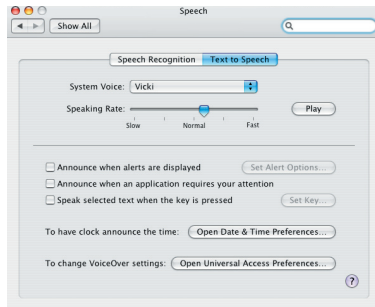 Speech
Show All
Speech Recognition Text to Speech
System Voice: Vicki
Speaking Rate: Play
Slow Normal Fast
Announce when alerts are displayed Set Alert Options...
Announce when an application requires your attention
Speak selected text when the key is pressed Set Key...
To have clock announce the time: Open Date & Time Preferences...
To change VoiceOver settings: Open Universal Access Preferences...
?